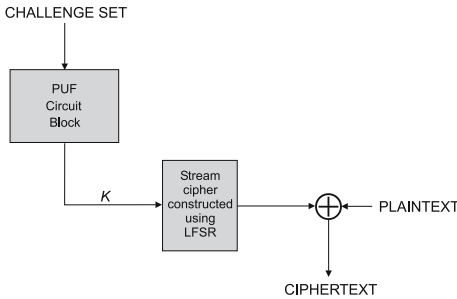 CHALLENGE SET
PUF
Circuit
Block
K
Stream
cipher
constructed
using
LFSR
PLAINTEXT
CIPHERTEXT